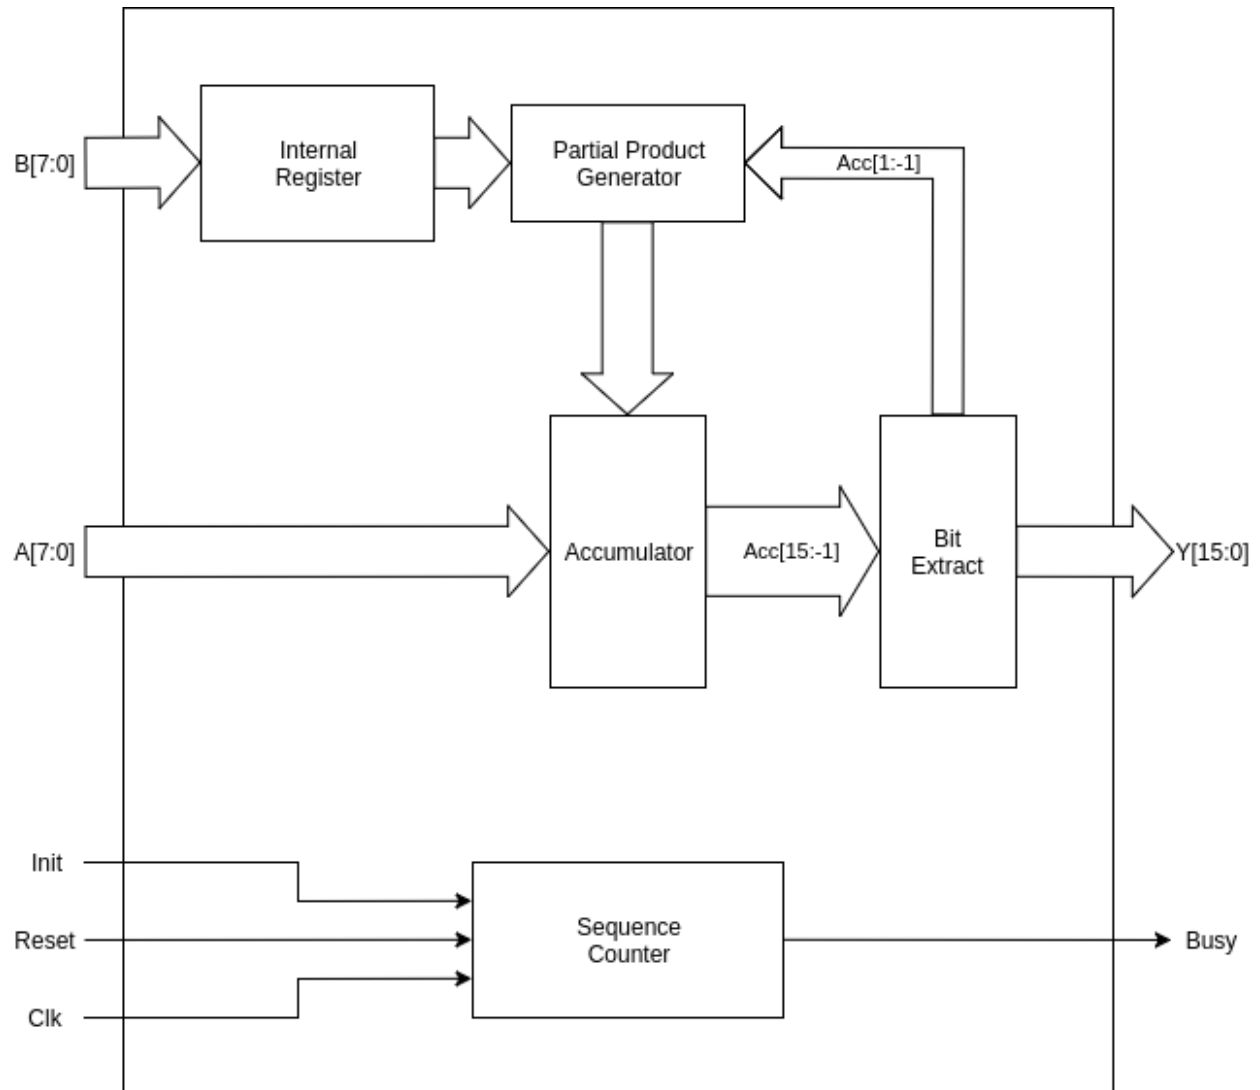 B[7:0]
Internal
Register
Partial Product
Generator
Acc[1:-1]
A[7:0]
Accumulator
Acc[15:-1]
Bit
Extract
Y[15:0]
Init
Reset
Clk
Sequence
Counter
Busy